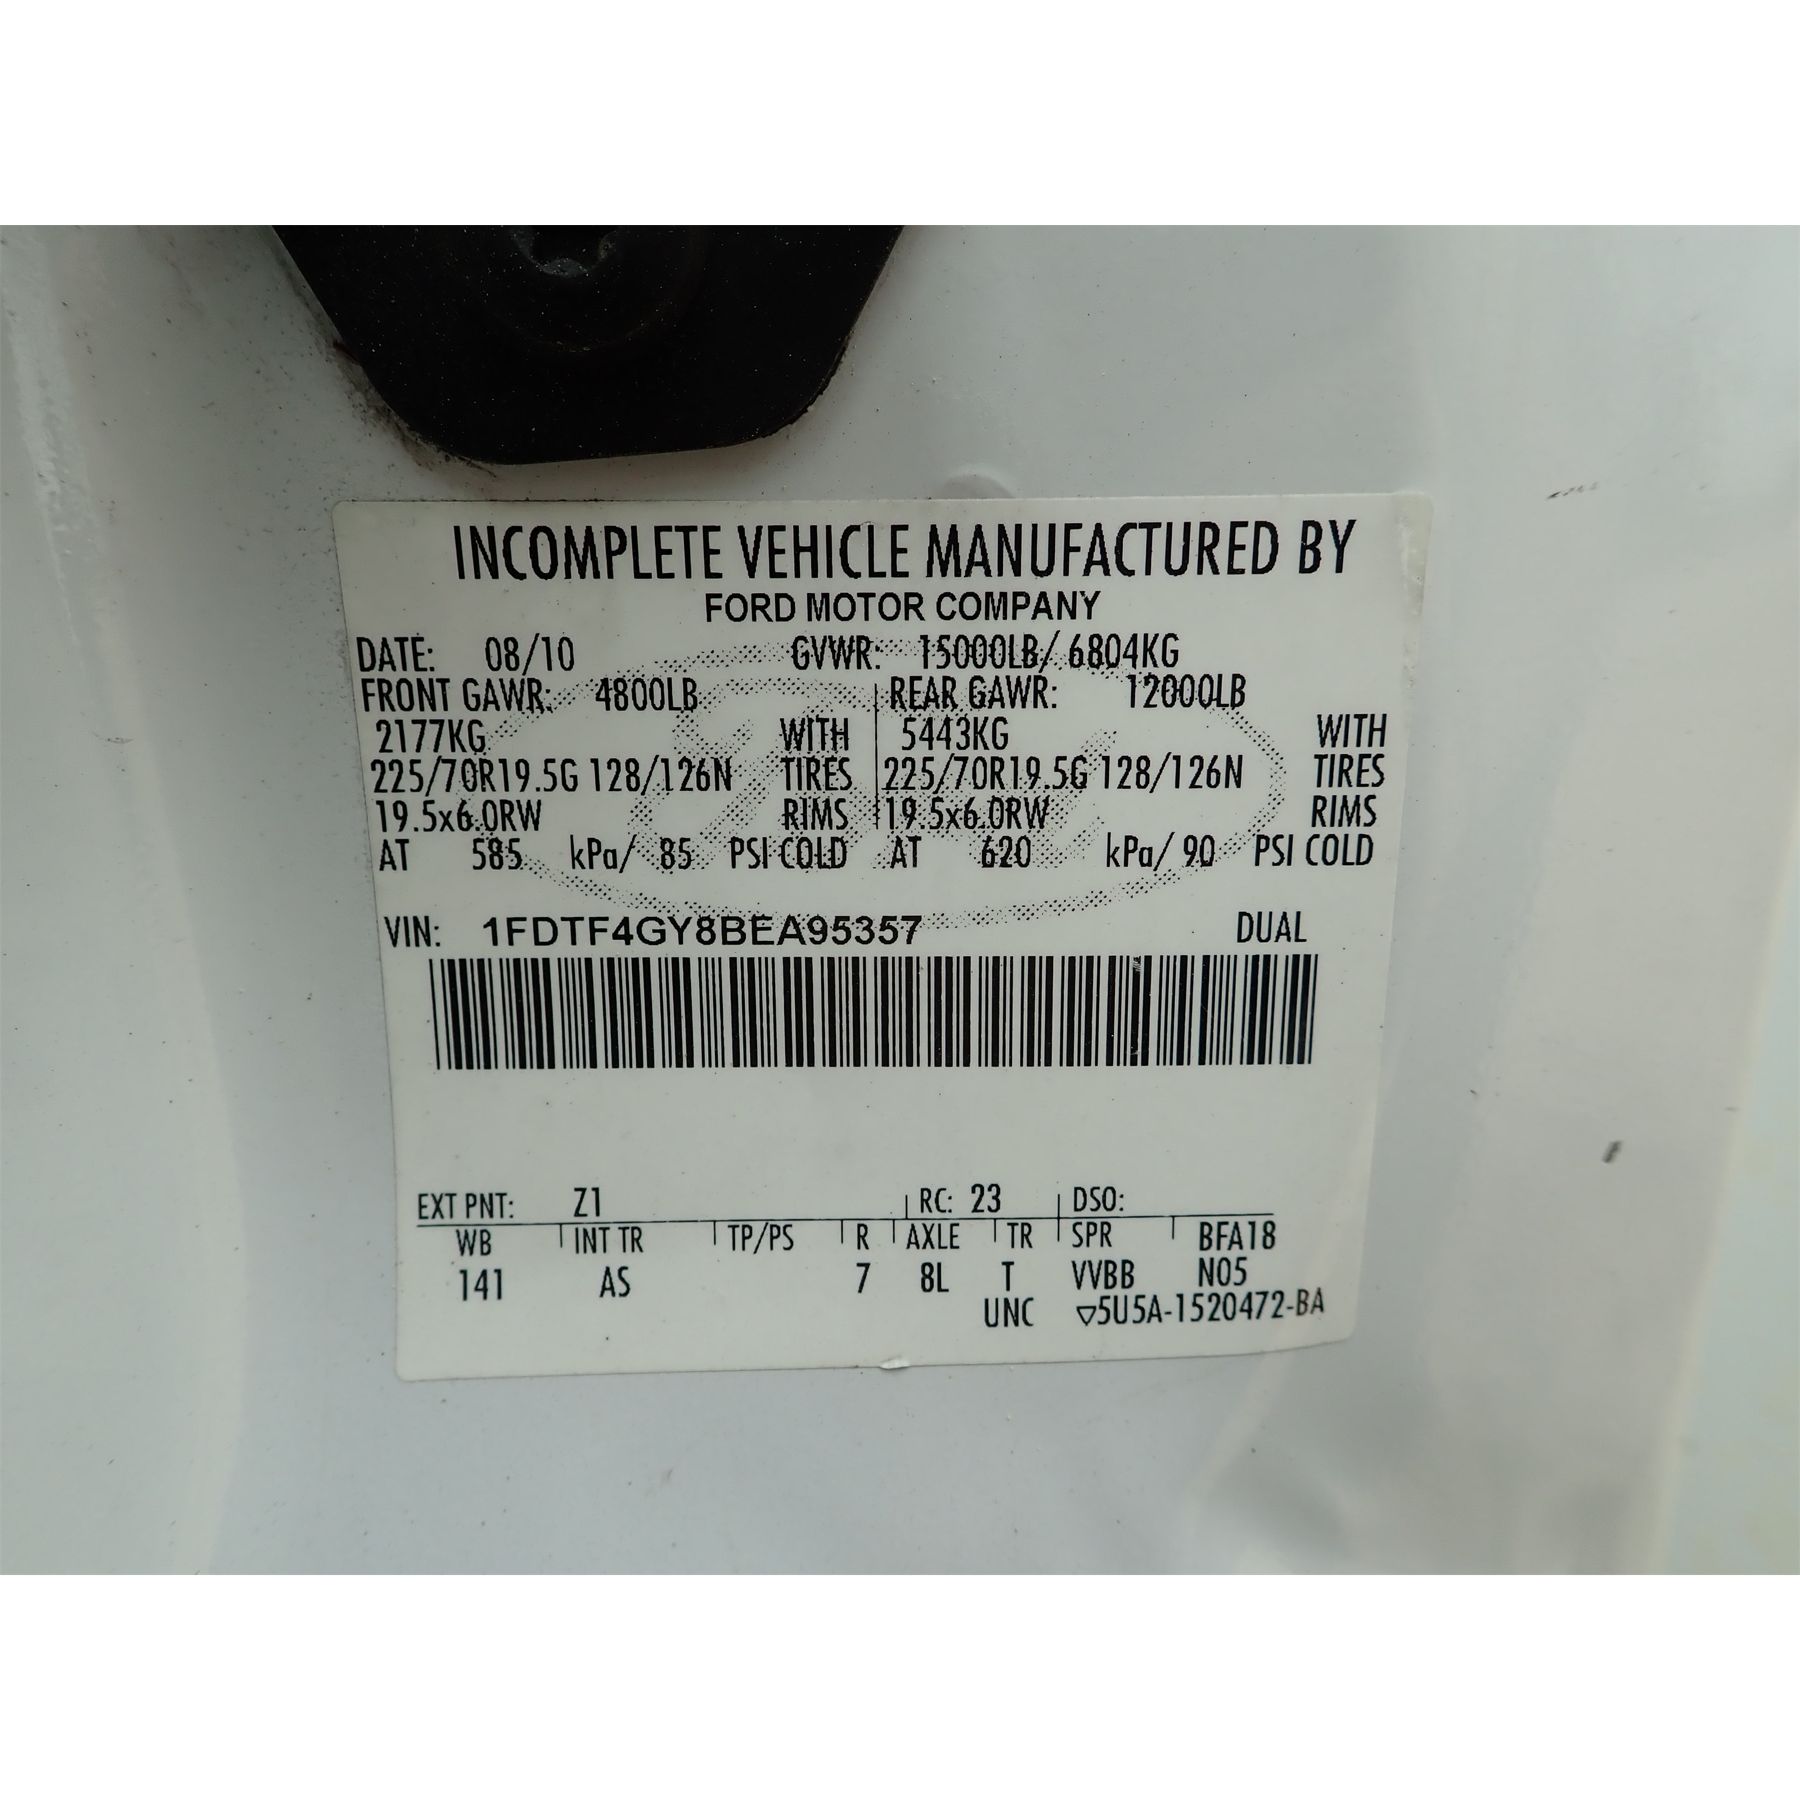 INCOMPLETE VEHICLE MANUFACTURED BY
FORD MOTOR COMPANY
DATE: 08/10 GVWR: 15000LB/ 6804KG
FRONT GAWR: 4800LB REAR GAWR: 12000LB
2177KG WITH 5443KG WITH
225/70R19.5G 128/126N TIRES 225/70R19.5G 128/126N TIRES
19.5x6.0RW RIMS 19.5x6.0RW RIMS
AT 585 kPa/ 85 PSI COLD AT 620 kPa/ 90 PSI COLD
VIN: 1FDTF4GY8BEA95357 DUAL
EXT PNT: Z1 RC: 23 DSO:
WB INT TR TP/PS R AXLE TR SPR BFA18
141 AS 7 8L T VVBB N05
UNC ▽5U5A-1520472-BA